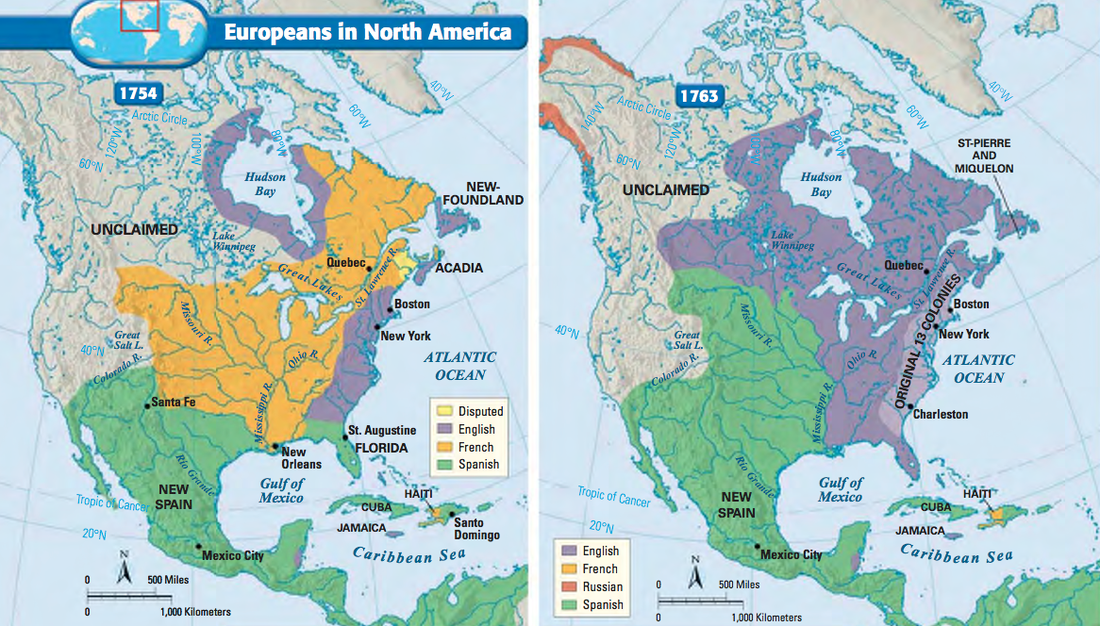 Europeans in North America
1754
Arctic Circle
40°W
60°W
80°W
100°W
120°W
60°N
Hudson
Bay
NEW-
FOUNDLAND
UNCLAIMED
Lake
Winnipeg
Quebec
Great Lakes
St. Lawrence R.
ACADIA
Boston
New York
Missouri R.
Great
Salt L.
40°N
Colorado R.
Ohio R.
ATLANTIC
OCEAN
Santa Fe
Mississippi R.
St. Augustine
FLORIDA
New
Orleans
Disputed
English
French
Spanish
Rio Grande
Gulf of
Mexico
NEW
SPAIN
Tropic of Cancer
20°N
HAITI
CUBA
JAMAICA
Santo
Domingo
Mexico City
Caribbean Sea
N
0 500 Miles
0 1,000 Kilometers
1763
Arctic Circle
40°W
60°W
80°W
100°W
120°W
140°W
60°N
ST-PIERRE
AND
MIQUELON
Hudson
Bay
UNCLAIMED
Lake
Winnipeg
Quebec
Great Lakes
St. Lawrence R.
ORIGINAL 13 COLONIES
Boston
New York
Missouri R.
Great
Salt L.
40°N
Colorado R.
Ohio R.
ATLANTIC
OCEAN
Mississippi R.
Charleston
Rio Grande
Gulf of
Mexico
NEW
SPAIN
Tropic of Cancer
20°N
HAITI
CUBA
JAMAICA
Mexico City
Caribbean Sea
English
French
Russian
Spanish
N
0 500 Miles
0 1,000 Kilometers